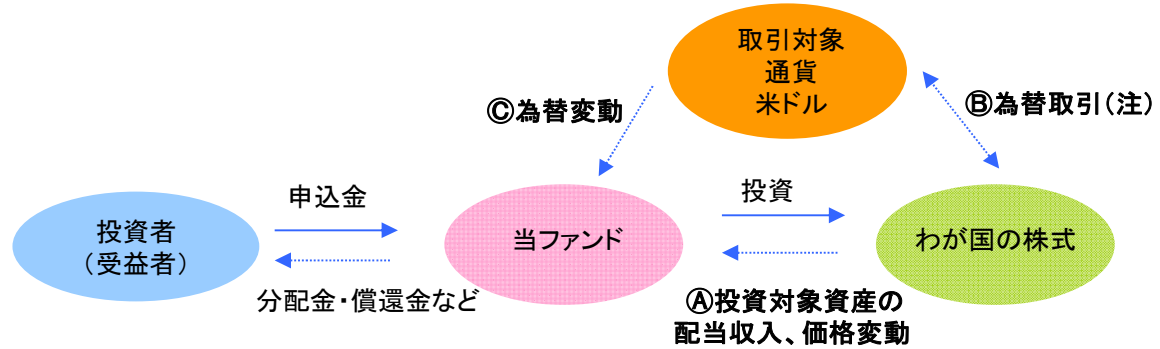 取引対象
通貨
米ドル
Ⓒ為替変動
Ⓑ為替取引(注)
申込金
投資
投資者
(受益者)
当ファンド
わが国の株式
分配金・償還金など
Ⓐ投資対象資産の
配当収入、価格変動